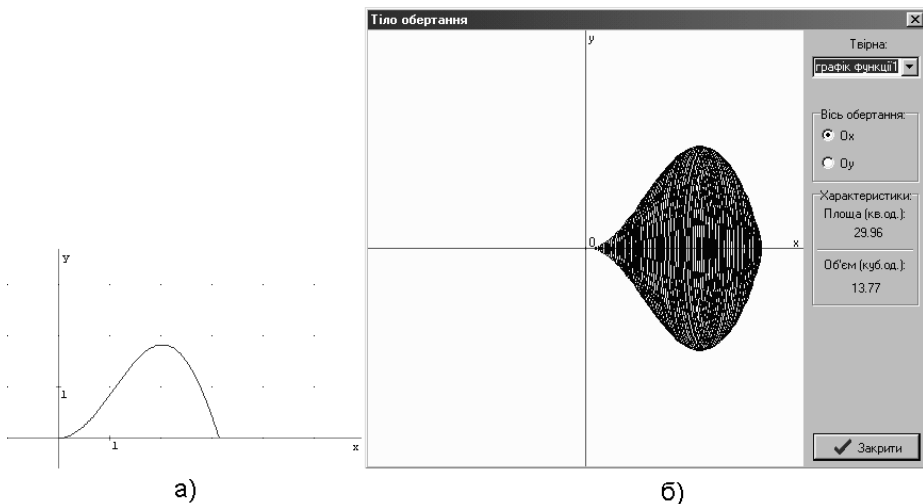 Тіло обертання
y
0
x
Твірна:
графік функції1
Вісь обертання:
Ox
Oy
Характеристики:
Площа (кв.од.):
29.96
Об'єм (куб.од.):
13.77
Закрити
y
1
1
x
а)
б)